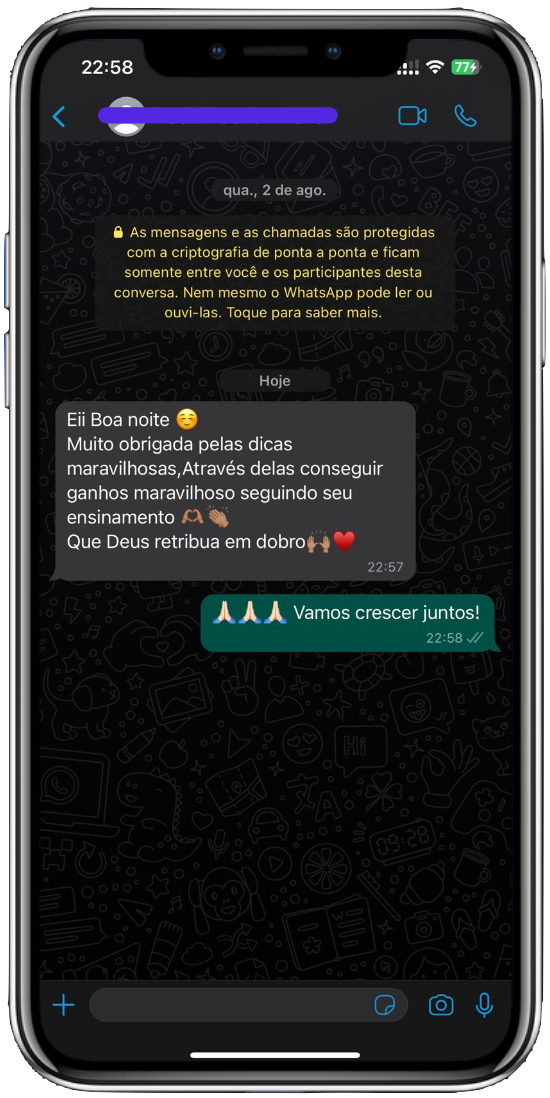 22:58
77
qua., 2 de ago.
🔒 As mensagens e as chamadas são protegidas
com a criptografia de ponta a ponta e ficam
somente entre você e os participantes desta
conversa. Nem mesmo o WhatsApp pode ler ou
ouvi-las. Toque para saber mais.
Hoje
Eii Boa noite ☺️
Muito obrigada pelas dicas
maravilhosas,Através delas conseguir
ganhos maravilhoso seguindo seu
ensinamento 🫶🏽👏🏽
Que Deus retribua em dobro🙌🏽♥️
22:57
🙏🏻🙏🏻🙏🏻 Vamos crescer juntos!
22:58
Hi
09:28